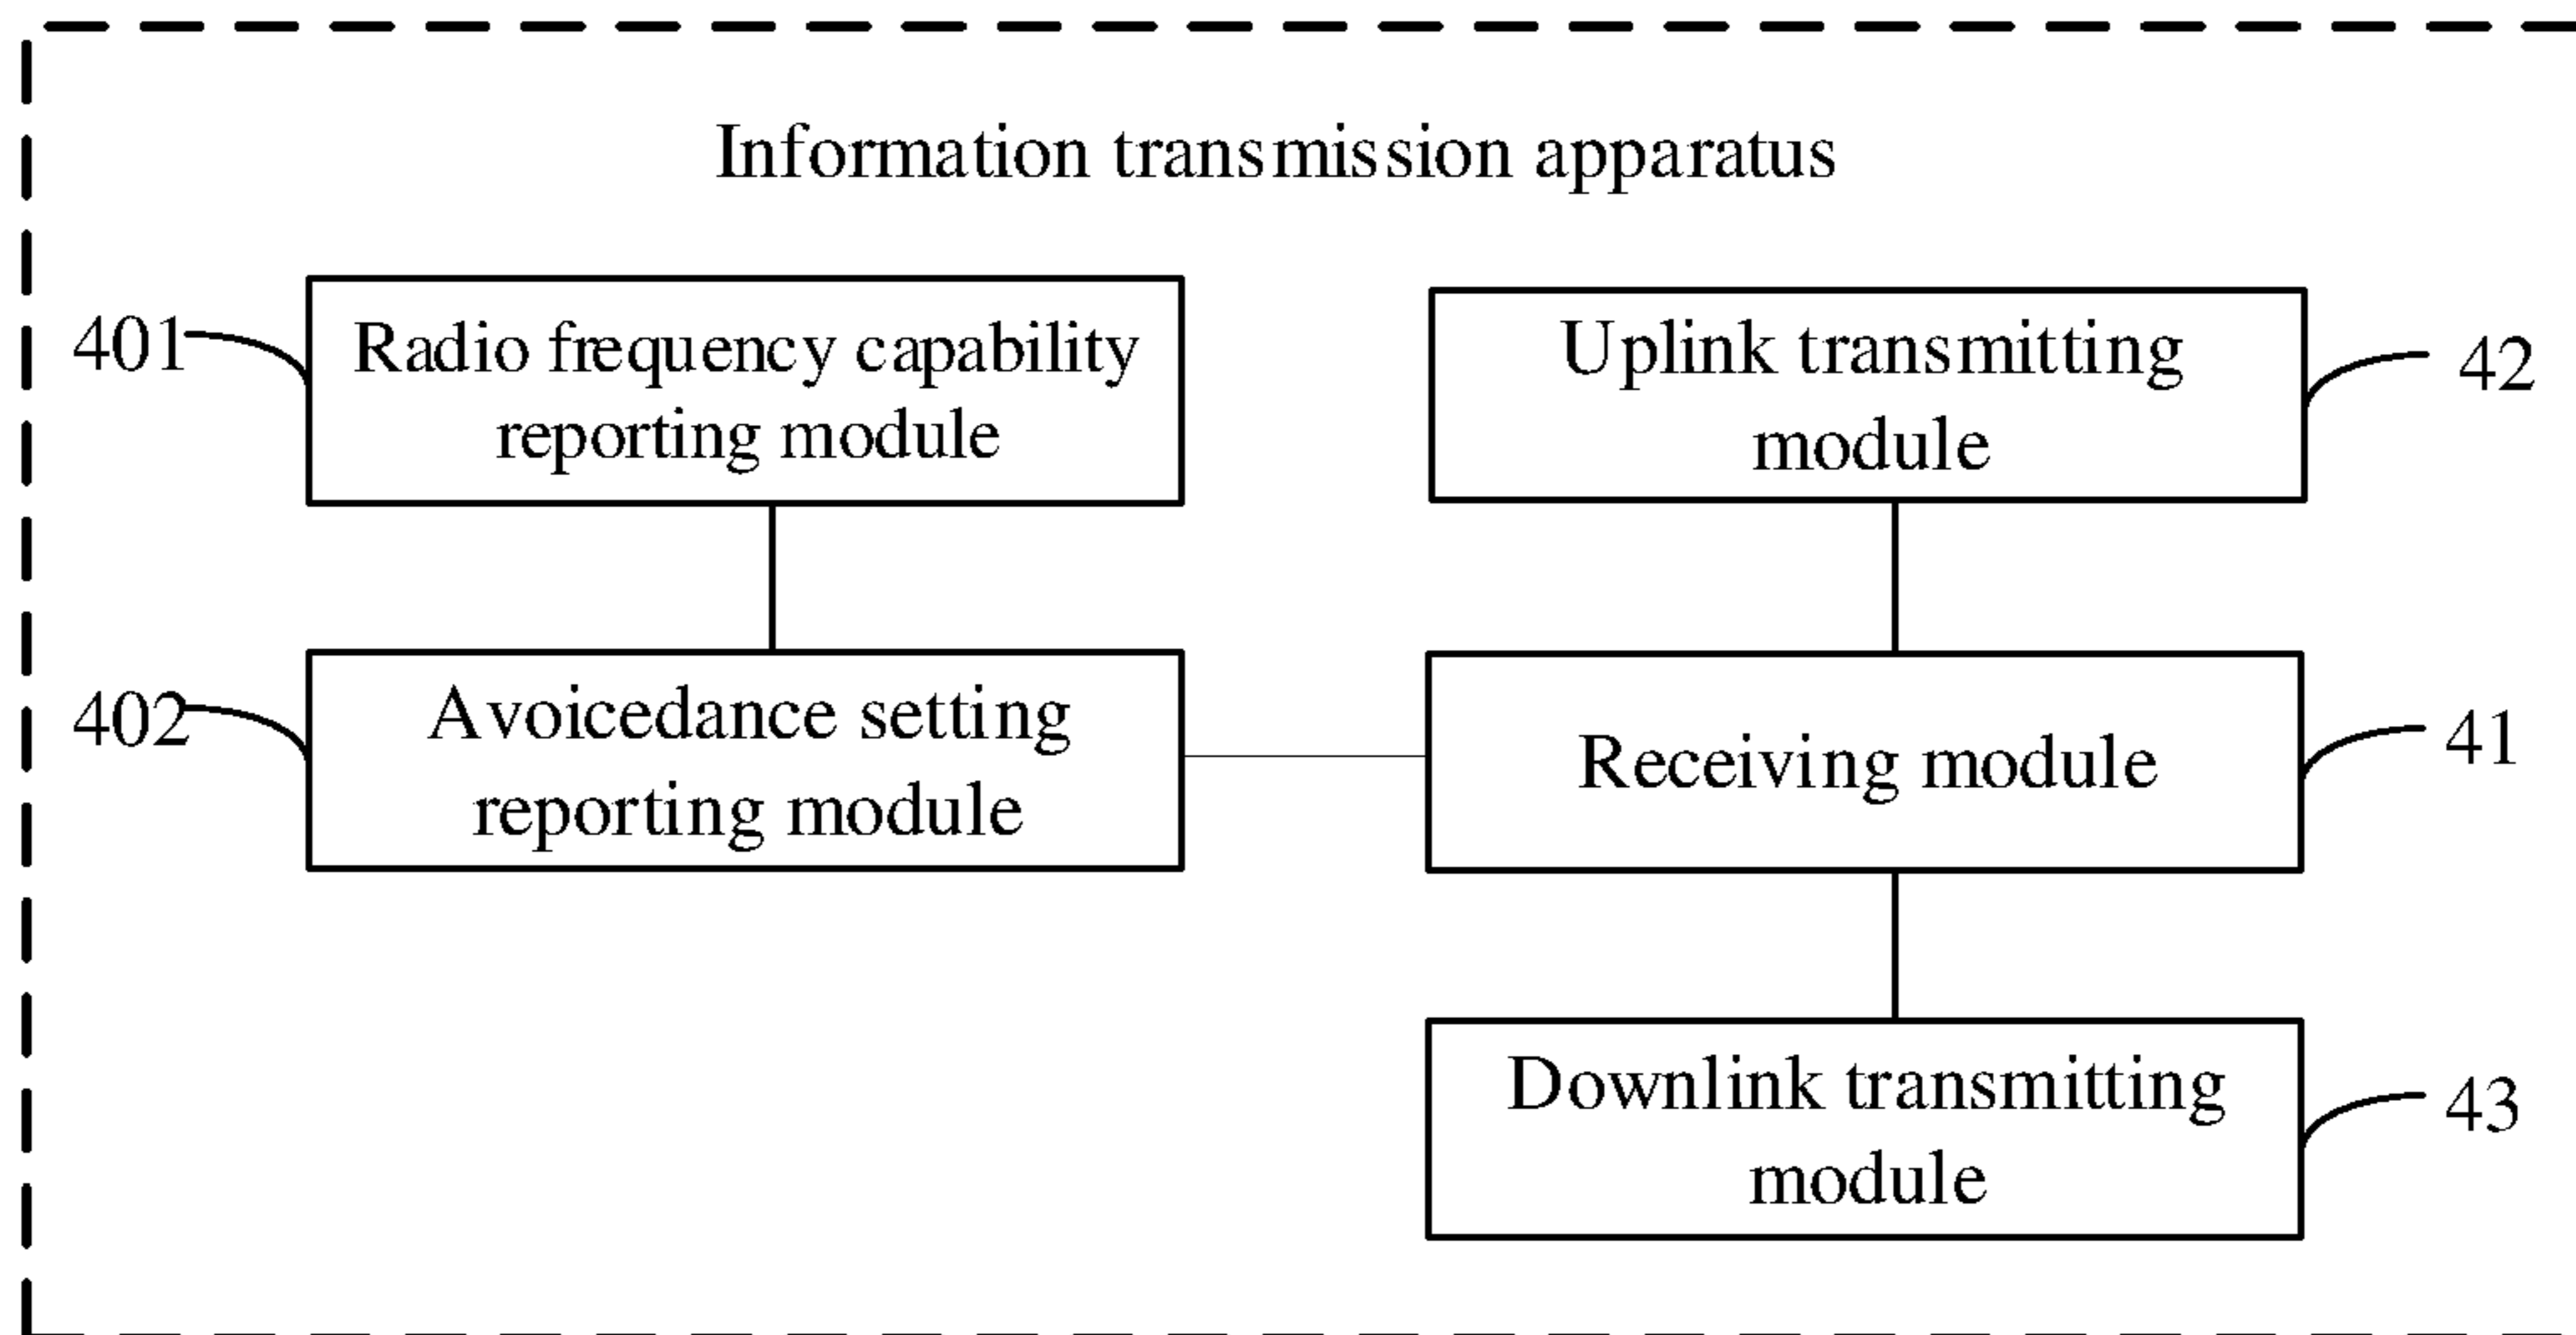 Information transmission apparatus
401
Radio frequency capability
reporting module
Uplink transmitting
module
42
402
Avoicedance setting
reporting module
Receiving module
41
Downlink transmitting
module
43